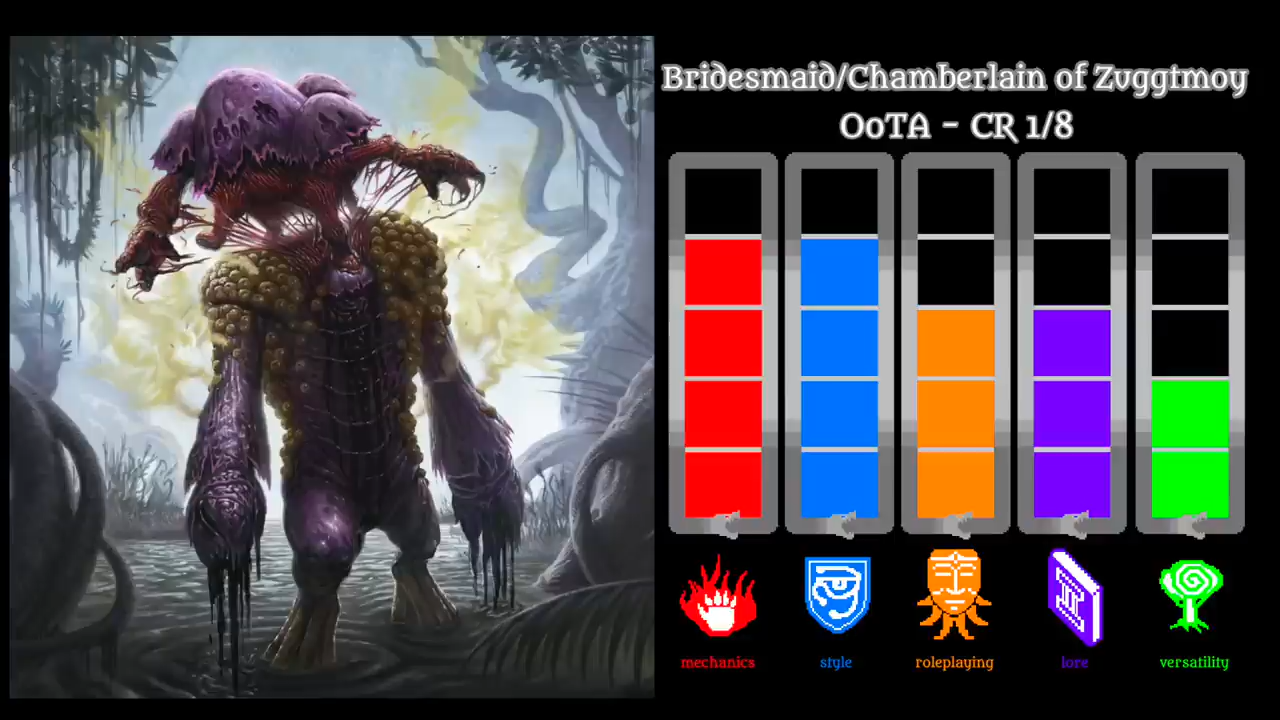 Bridesmaid/Chamberlain of Zuggtmoy
OoTA - CR 1/8
mechanics
style
roleplaying
lore
versatility